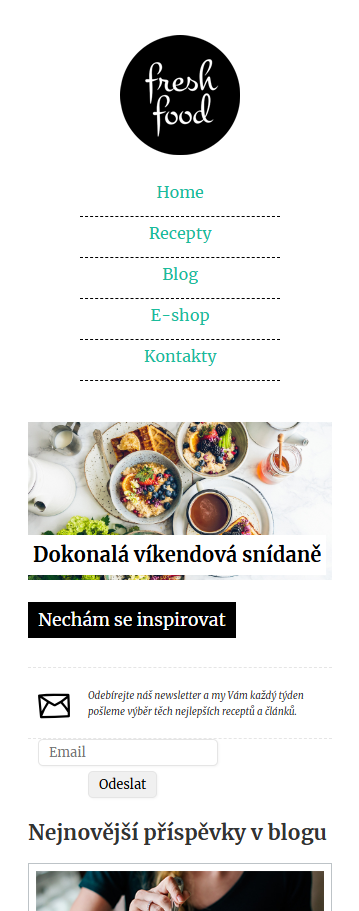 fresh
food
Home
Recepty
Blog
E-shop
Kontakty
Dokonalá víkendová snídaně
Nechám se inspirovat
Odebírejte náš newsletter a my Vám každý týden
pošleme výběr těch nejlepších receptů a článků.
Email
Odeslat
Nejnovější příspěvky v blogu